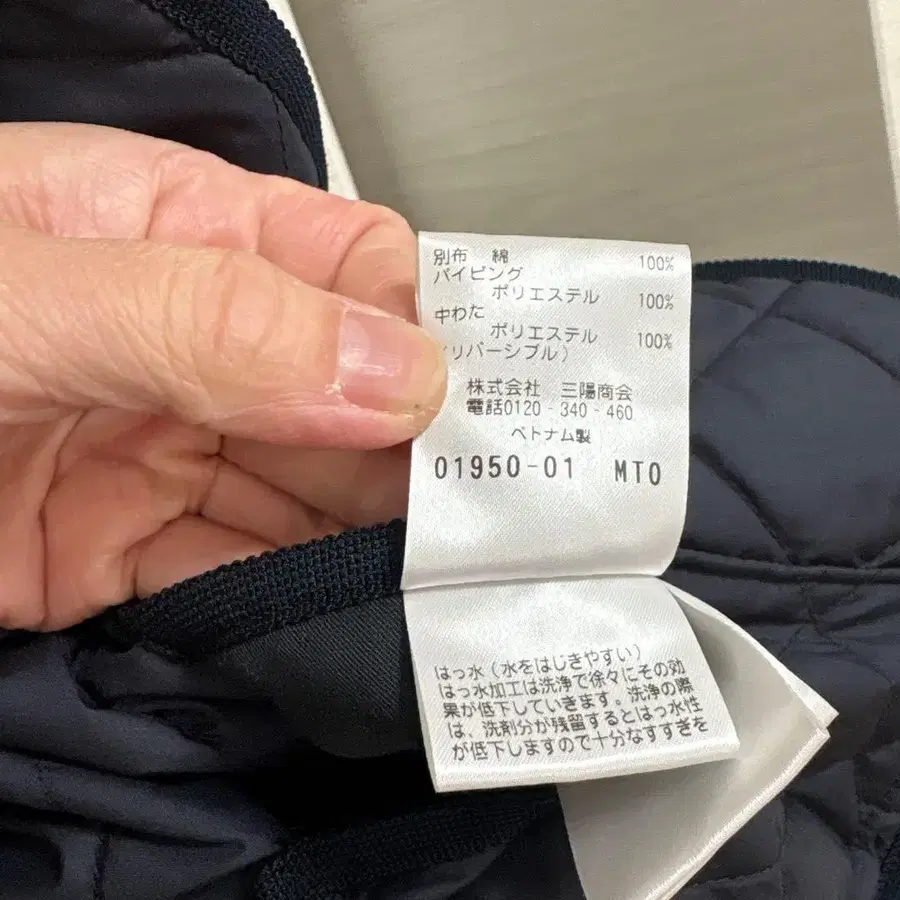 別布 綿 100%
パイピング
ポリエステル 100%
中わた
ポリエステル 100%
(リバーシブル)
株式会社 三陽商会
電話0120-340-460
ベトナム製
01950-01 MTO
はっ水(水をはじきやすい)
はっ水加工は洗浄で徐々にその効
果が低下していきます。洗浄の際
は、洗剤分が残留するとはっ水性
が低下しますので十分なすすぎを